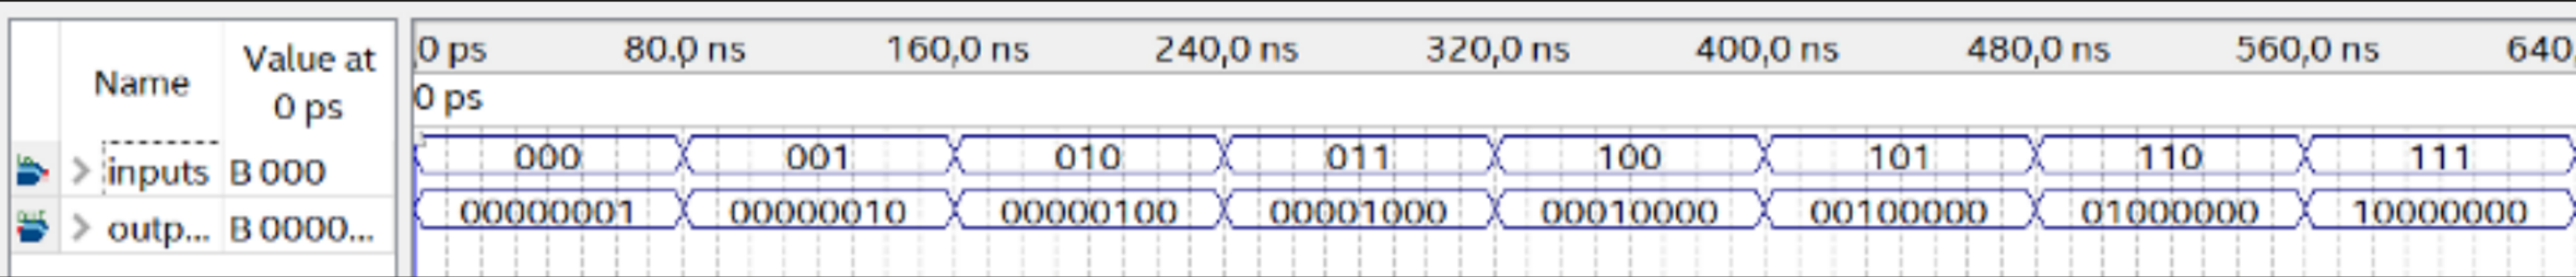 Name
Value at
0 ps
0 ps 80.0 ns 160,0 ns 240,0 ns 320,0 ns 400,0 ns 480,0 ns 560,0 ns 640,
0 ps
inputs B 000 000 001 010 011 100 101 110 111
outp... B 0000... 00000001 00000010 00000100 00001000 00010000 00100000 01000000 10000000